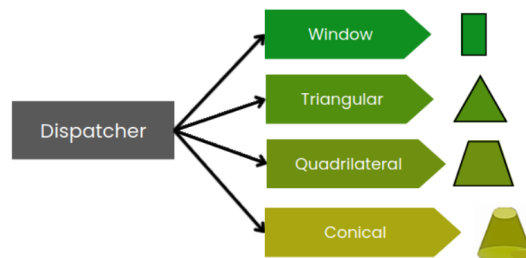 Window
Triangular
Dispatcher
Quadrilateral
Conical